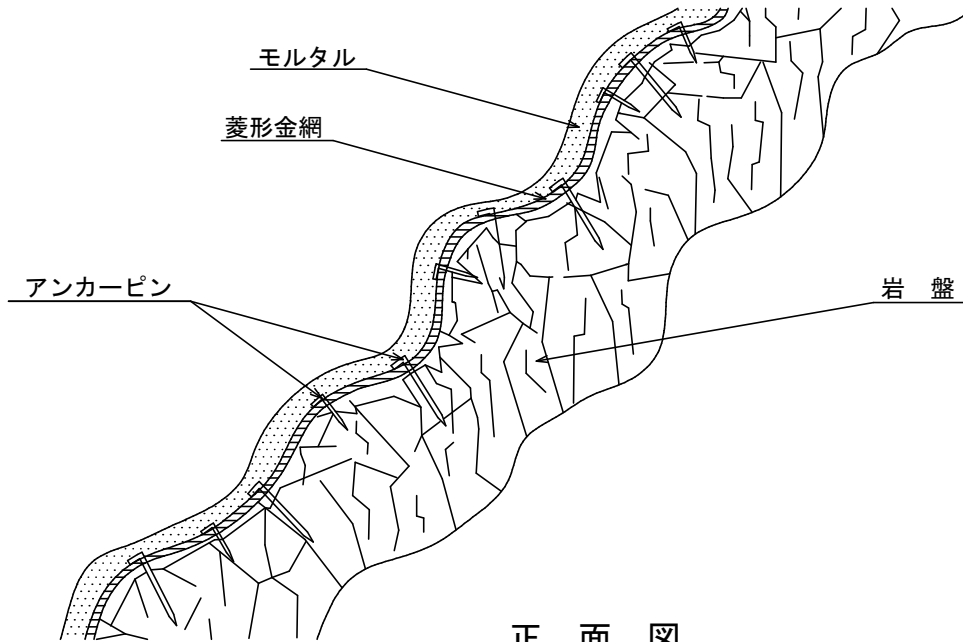 モルタル
菱形金網
アンカーピン
岩　盤
正　面　図